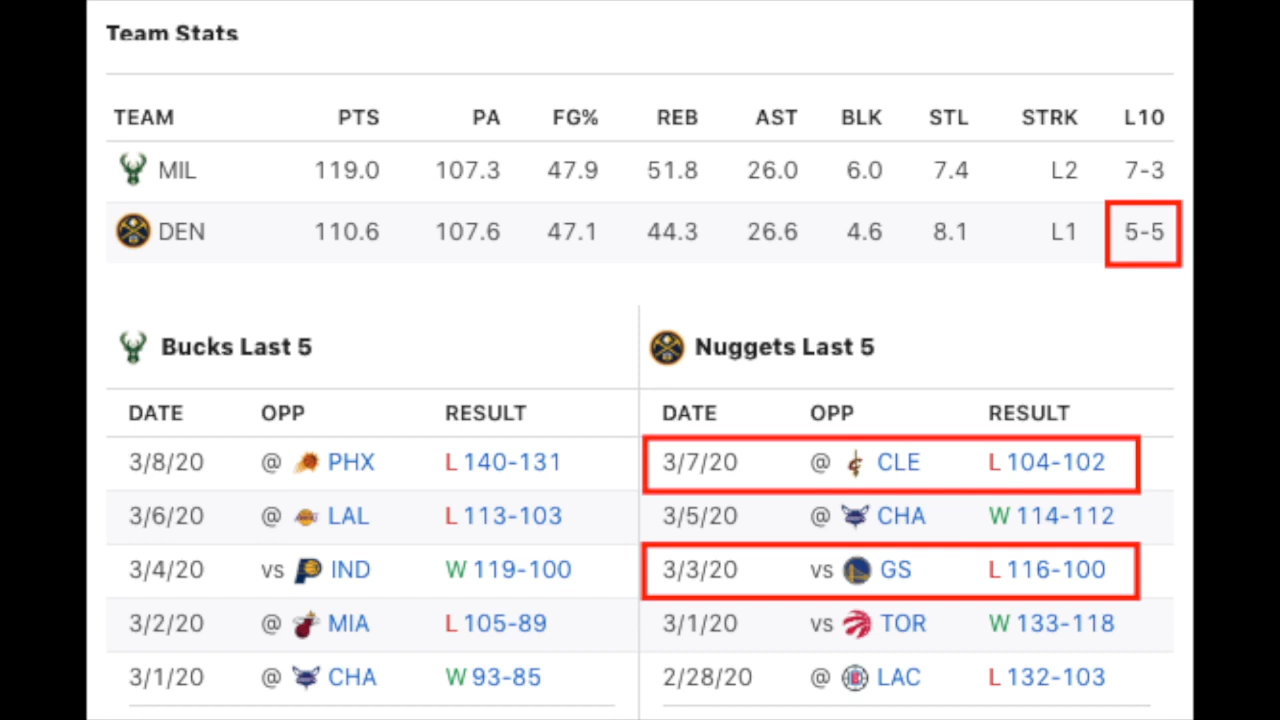 Team Stats
TEAM PTS PA FG% REB AST BLK STL STRK L10
MIL 119.0 107.3 47.9 51.8 26.0 6.0 7.4 L2 7-3
DEN 110.6 107.6 47.1 44.3 26.6 4.6 8.1 L1 5-5
Bucks Last 5
DATE OPP RESULT
3/8/20 @ PHX L 140-131
3/6/20 @ LAL L 113-103
3/4/20 vs IND W 119-100
3/2/20 @ MIA L 105-89
3/1/20 @ CHA W 93-85
Nuggets Last 5
DATE OPP RESULT
3/7/20 @ CLE L 104-102
3/5/20 @ CHA W 114-112
3/3/20 vs GS L 116-100
3/1/20 vs TOR W 133-118
2/28/20 @ LAC L 132-103